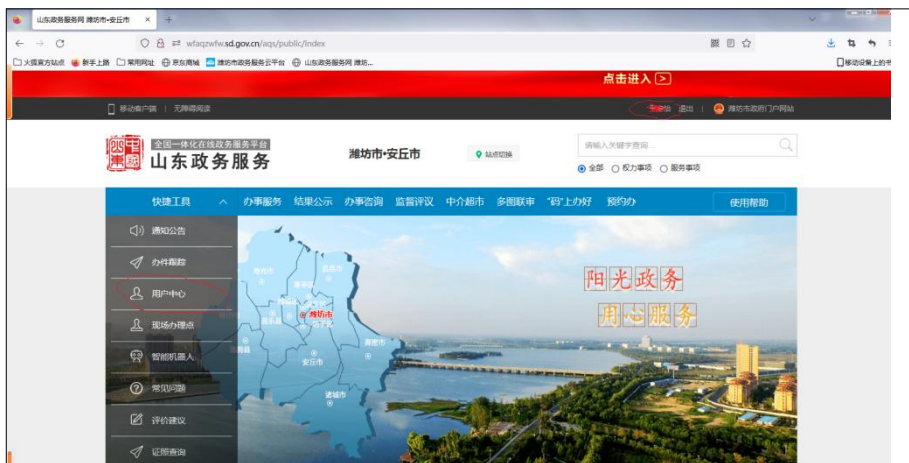 山东政务服务网 潍坊市•安丘市 × +
wfaqzwfw.sd.gov.cn/aqs/public/index
火狐官方站点 新手上路 常用网址 京东商城 潍坊市政务服务云平台 山东政务服务网 潍坊... 移动设备上的书
点击进入
移动客户端 | 无障碍阅读 退出 | 潍坊市政府门户网站
全国一体化在线政务服务平台
山东政务服务 潍坊市•安丘市 站点切换
请输入关键字查询...
全部 权力事项 服务事项
快捷工具 办事服务 结果公示 办事咨询 监督评议 中介超市 多图联审 “码”上办好 预约办 使用帮助
通知公告
办件跟踪
用户中心
现场办理点
智能机器人
常见问题
评价建议
证照查询
阳光政务
用心服务
潍坊市
安丘市
诸城市